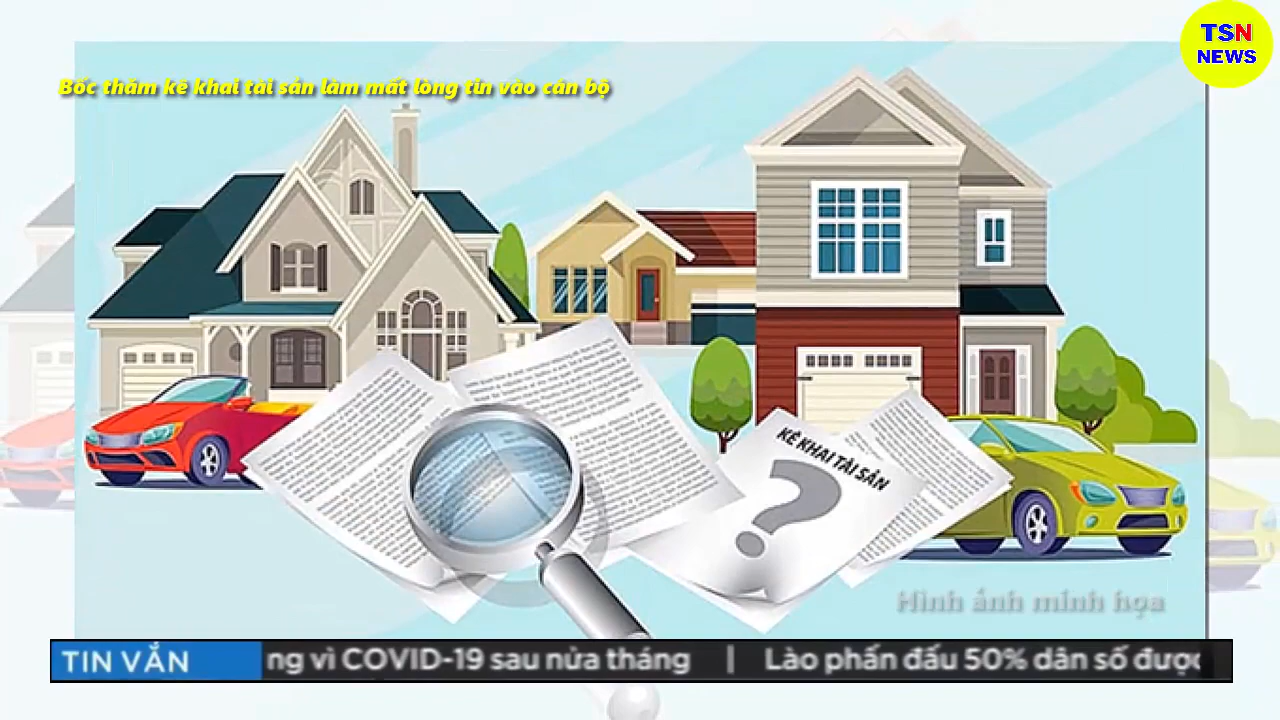 TSN
NEWS
Bốc thăm kê khai tài sản làm mất lòng tin vào cán bộ
KÊ KHAI TÀI SẢN
?
Hình ảnh minh họa
TIN VẮN
ng vì COVID-19 sau nửa tháng | Lào phấn đấu 50% dân số được